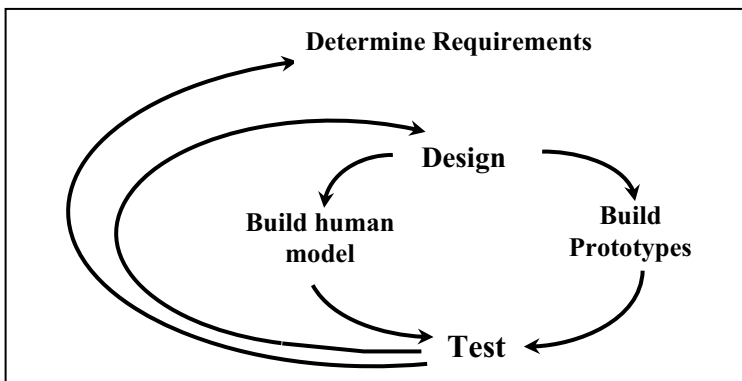 Determine Requirements
Design
Build human
model
Build
Prototypes
Test